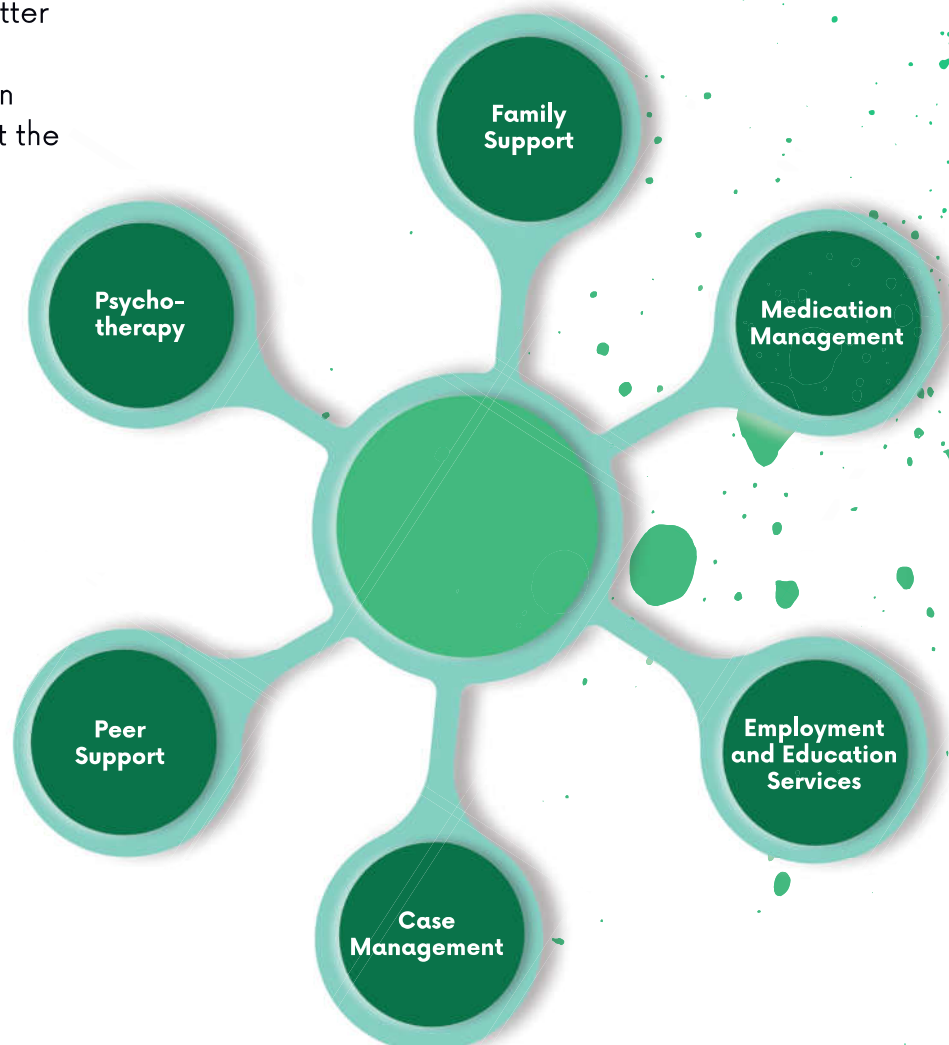 tter
n
t the
Family
Support
Psycho-
therapy
Medication
Management
Peer
Support
Employment
and Education
Services
Case
Management